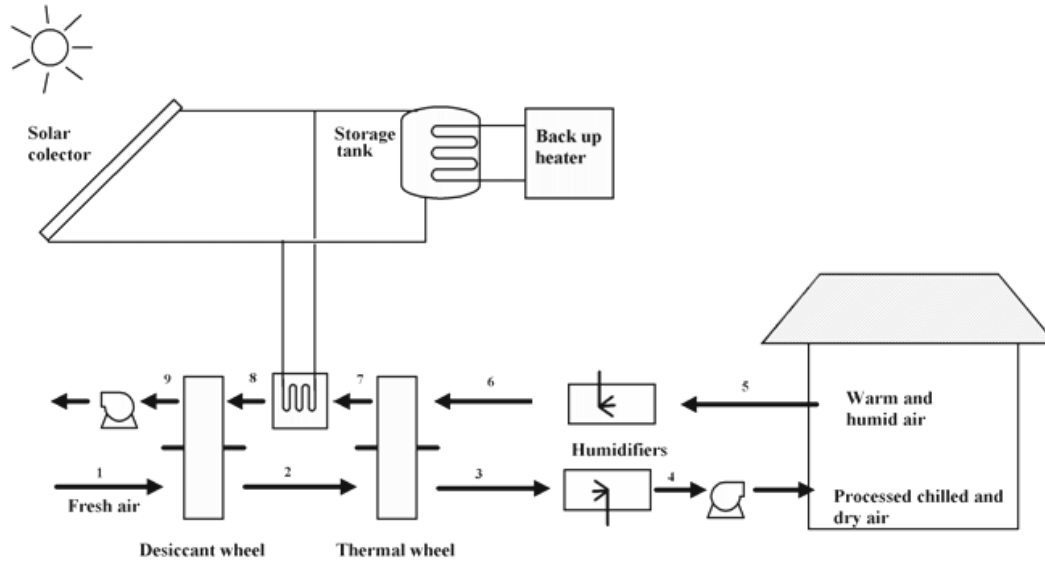 Solar
colector
Storage
tank
Back up
heater
9
8
7
6
5
Warm and
humid air
Humidifiers
1
2
3
4
Fresh air
Processed chilled and
dry air
Desiccant wheel
Thermal wheel